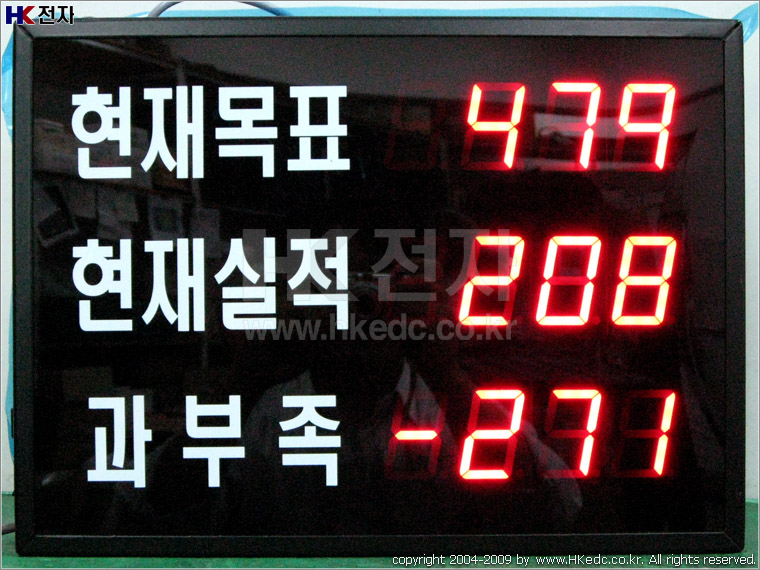 HK전자
현재목표 479
현재실적 208
HK전자
www.hkedc.co.kr
과부족 -271
copyright 2004-2009 by www.HKedc.co.kr. All rights reserved.